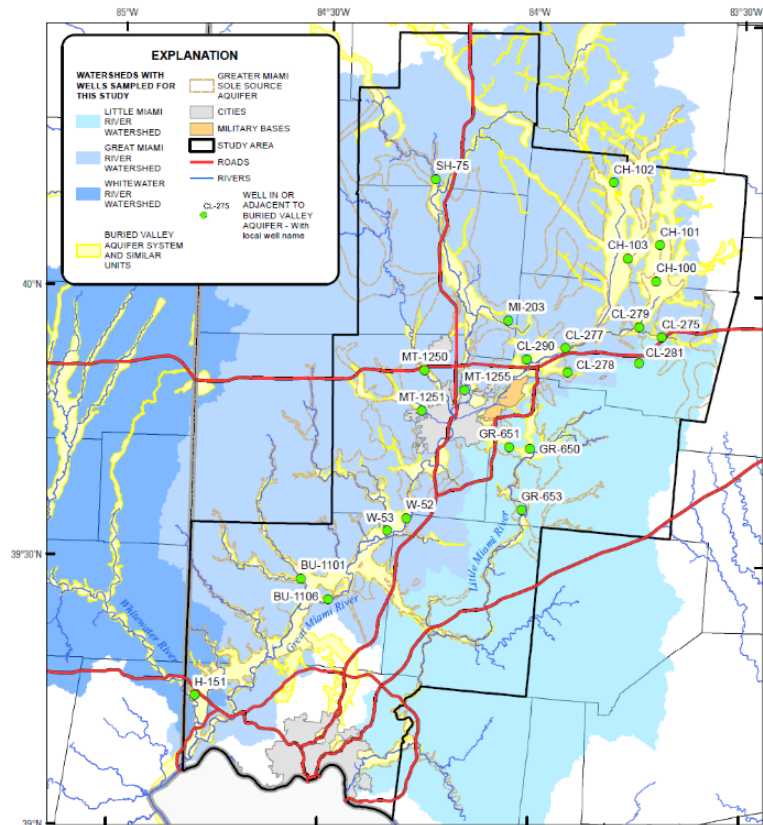 85°W
84°30'W
84°W
83°30'W
EXPLANATION
WATERSHEDS WITH
WELLS SAMPLED FOR
THIS STUDY
LITTLE MIAMI
RIVER
WATERSHED
GREAT MIAMI
RIVER
WATERSHED
WHITEWATER
RIVER
WATERSHED
BURIED VALLEY
AQUIFER SYSTEM
AND SIMILAR
UNITS
GREATER MIAMI
SOLE SOURCE
AQUIFER
CITIES
MILITARY BASES
STUDY AREA
ROADS
RIVERS
CL-275
WELL IN OR
ADJACENT TO
BURIED VALLEY
AQUIFER - With
local well name
SH-75
CH-102
CH-101
CH-103
CH-100
40°N
MI-203
CL-279
CL-275
CL-277
CL-290
CL-281
CL-278
MT-1250
MT-1255
MT-1251
GR-651
GR-650
GR-653
W-52
W-53
39°30'N
Little Miami River
BU-1101
BU-1106
Great Miami River
Whitewater River
H-151
39°N